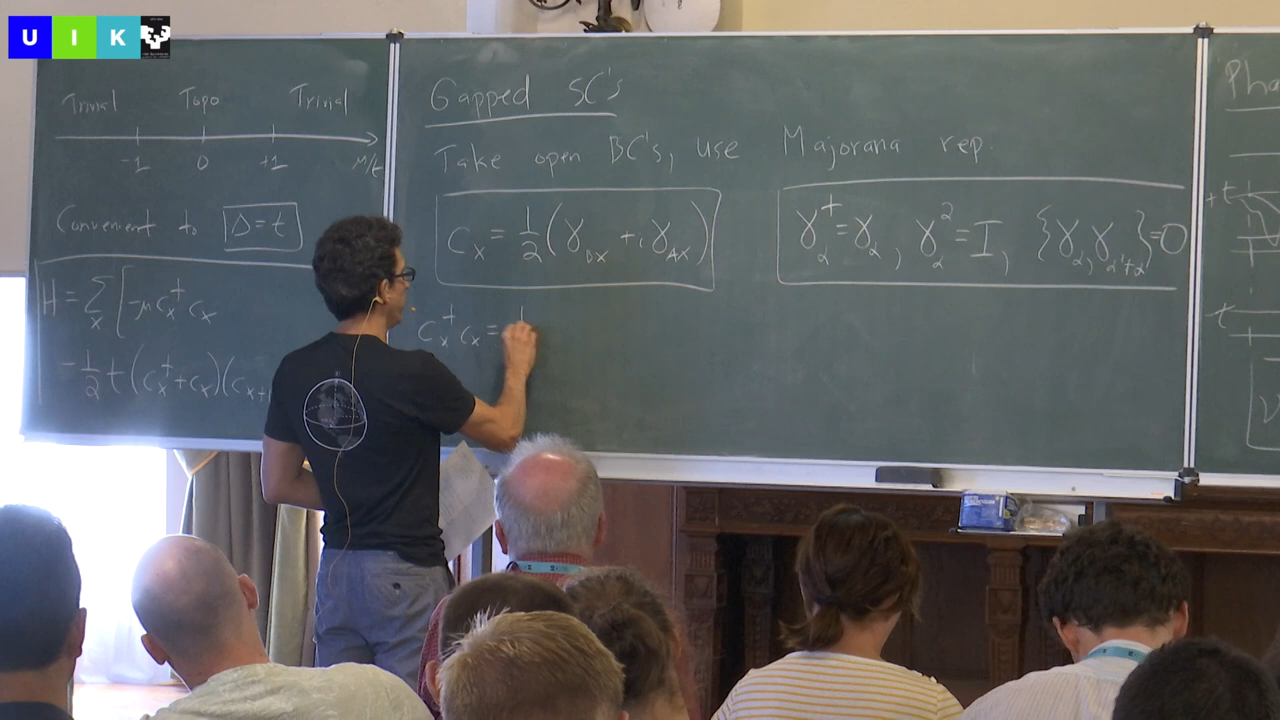 U I K
Trivial Topo Trivial
-1 0 +1 μ/t
Convenient to Δ=t
H = Σ_x [-μ c_x^† c_x
-1/2 t (c_x^† + c_x)(c_{x+1
Gapped SC's
Take open BC's, use Majorana rep.
c_x = 1/2 (γ_{Bx} + i γ_{Ax})
γ_α^† = γ_α, γ_α^2 = I, {γ_α, γ_{α'≠α}} = 0
c_x^† c_x = 1
Pha
+t
t